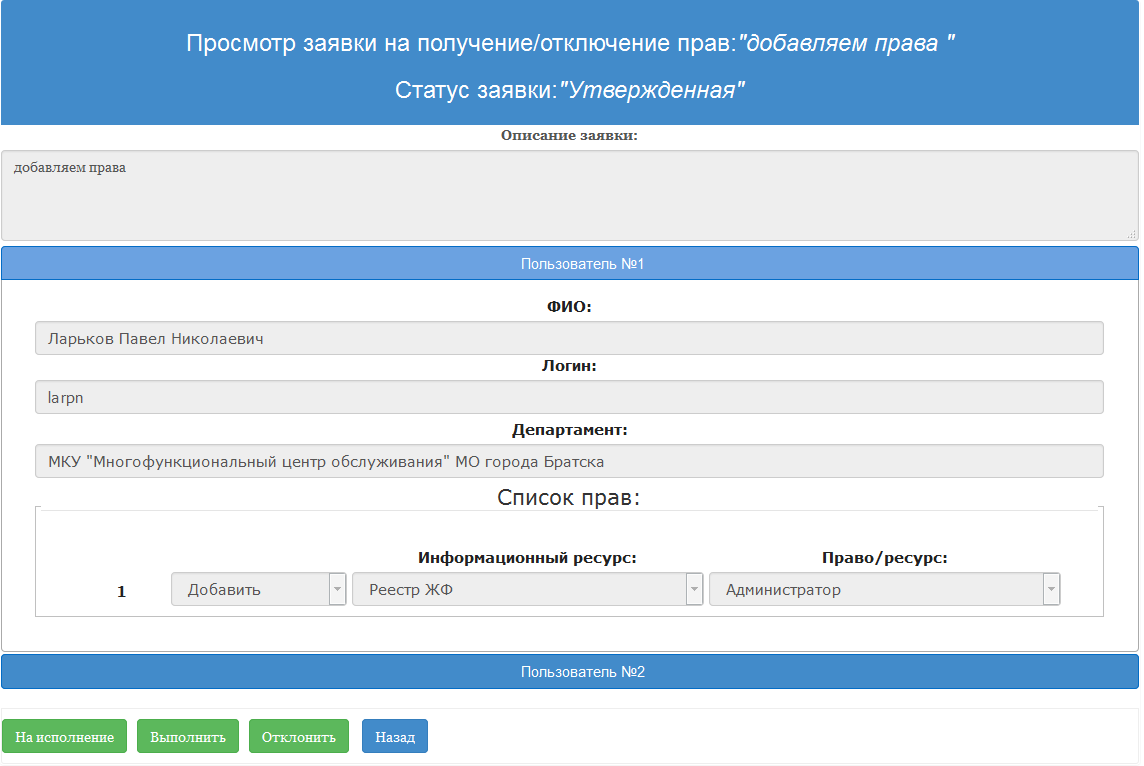 Просмотр заявки на получение/отключение прав:"добавляем права "
Статус заявки:"Утвержденная"
Описание заявки:
добавляем права
Пользователь №1
ФИО:
Ларьков Павел Николаевич
Логин:
larpn
Департамент:
МКУ "Многофункциональный центр обслуживания" МО города Братска
Список прав:
Информационный ресурс: Право/ресурс:
1 Добавить Реестр ЖФ Администратор
Пользователь №2
На исполнение Выполнить Отклонить Назад